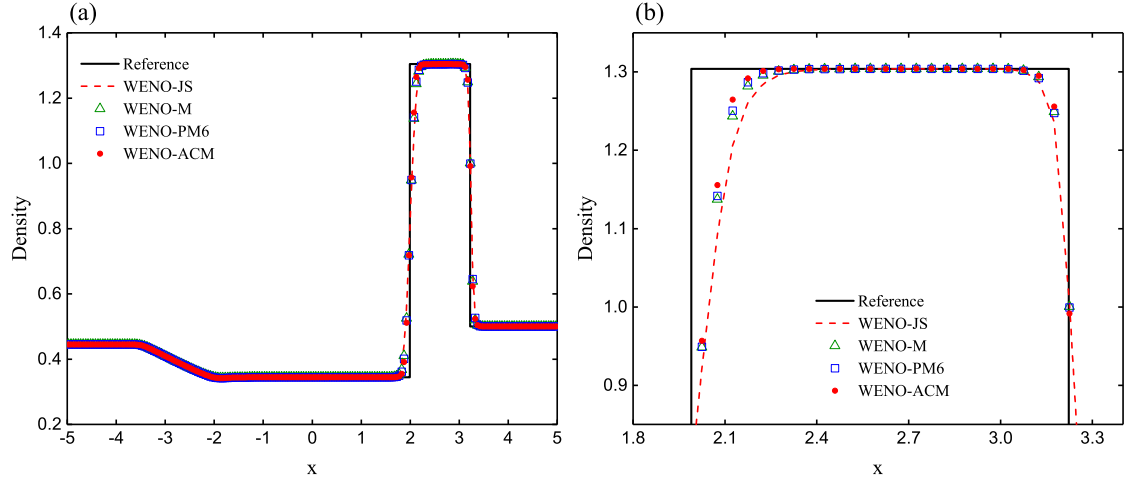 (a)
1.4
1.2
1.0
0.8
0.6
0.4
0.2
Density
Reference
WENO-JS
WENO-M
WENO-PM6
WENO-ACM
-5 -4 -3 -2 -1 0 1 2 3 4 5
x
(b)
1.3
1.2
1.1
1.0
0.9
Density
Reference
WENO-JS
WENO-M
WENO-PM6
WENO-ACM
1.8 2.1 2.4 2.7 3.0 3.3
x